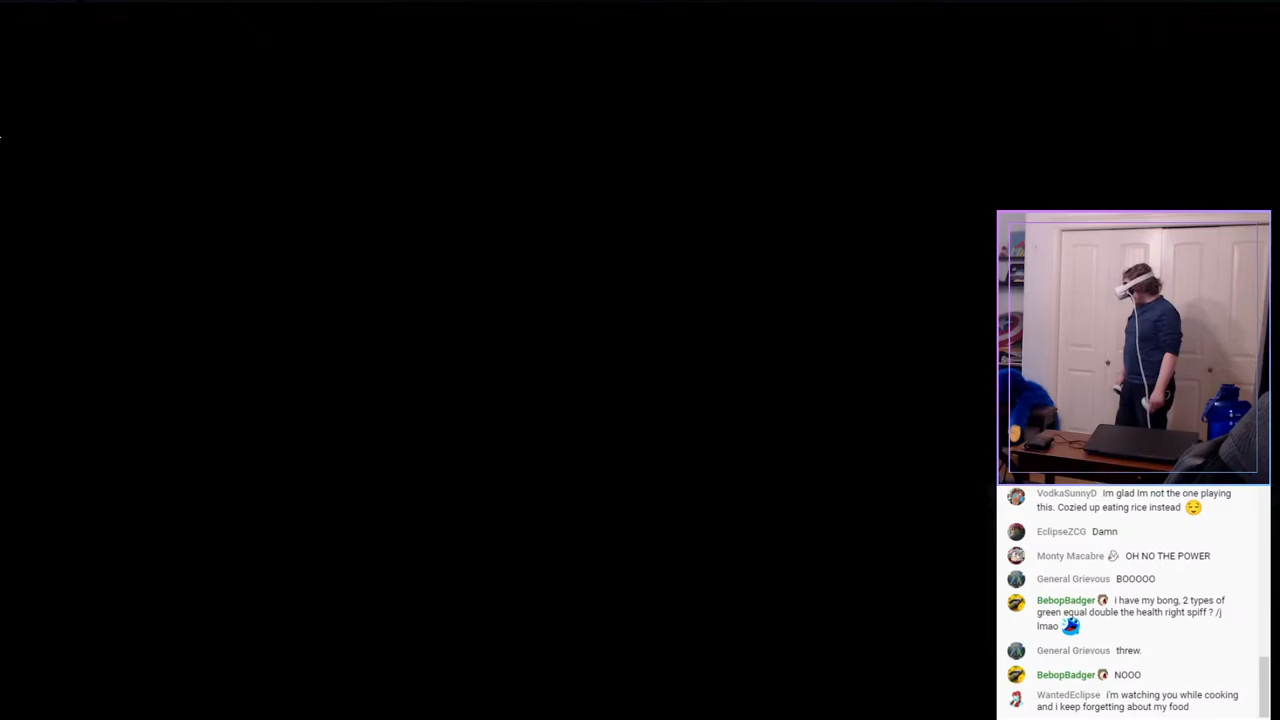 VodkaSunnyD Im glad Im not the one playing
this. Cozied up eating rice instead 😌
EclipseZCG Damn
Monty Macabre OH NO THE POWER
General Grievous BOOOOO
BebopBadger i have my bong, 2 types of
green equal double the health right spiff ? /j
lmao
General Grievous threw.
BebopBadger NOOO
WantedEclipse i'm watching you while cooking
and i keep forgetting about my food